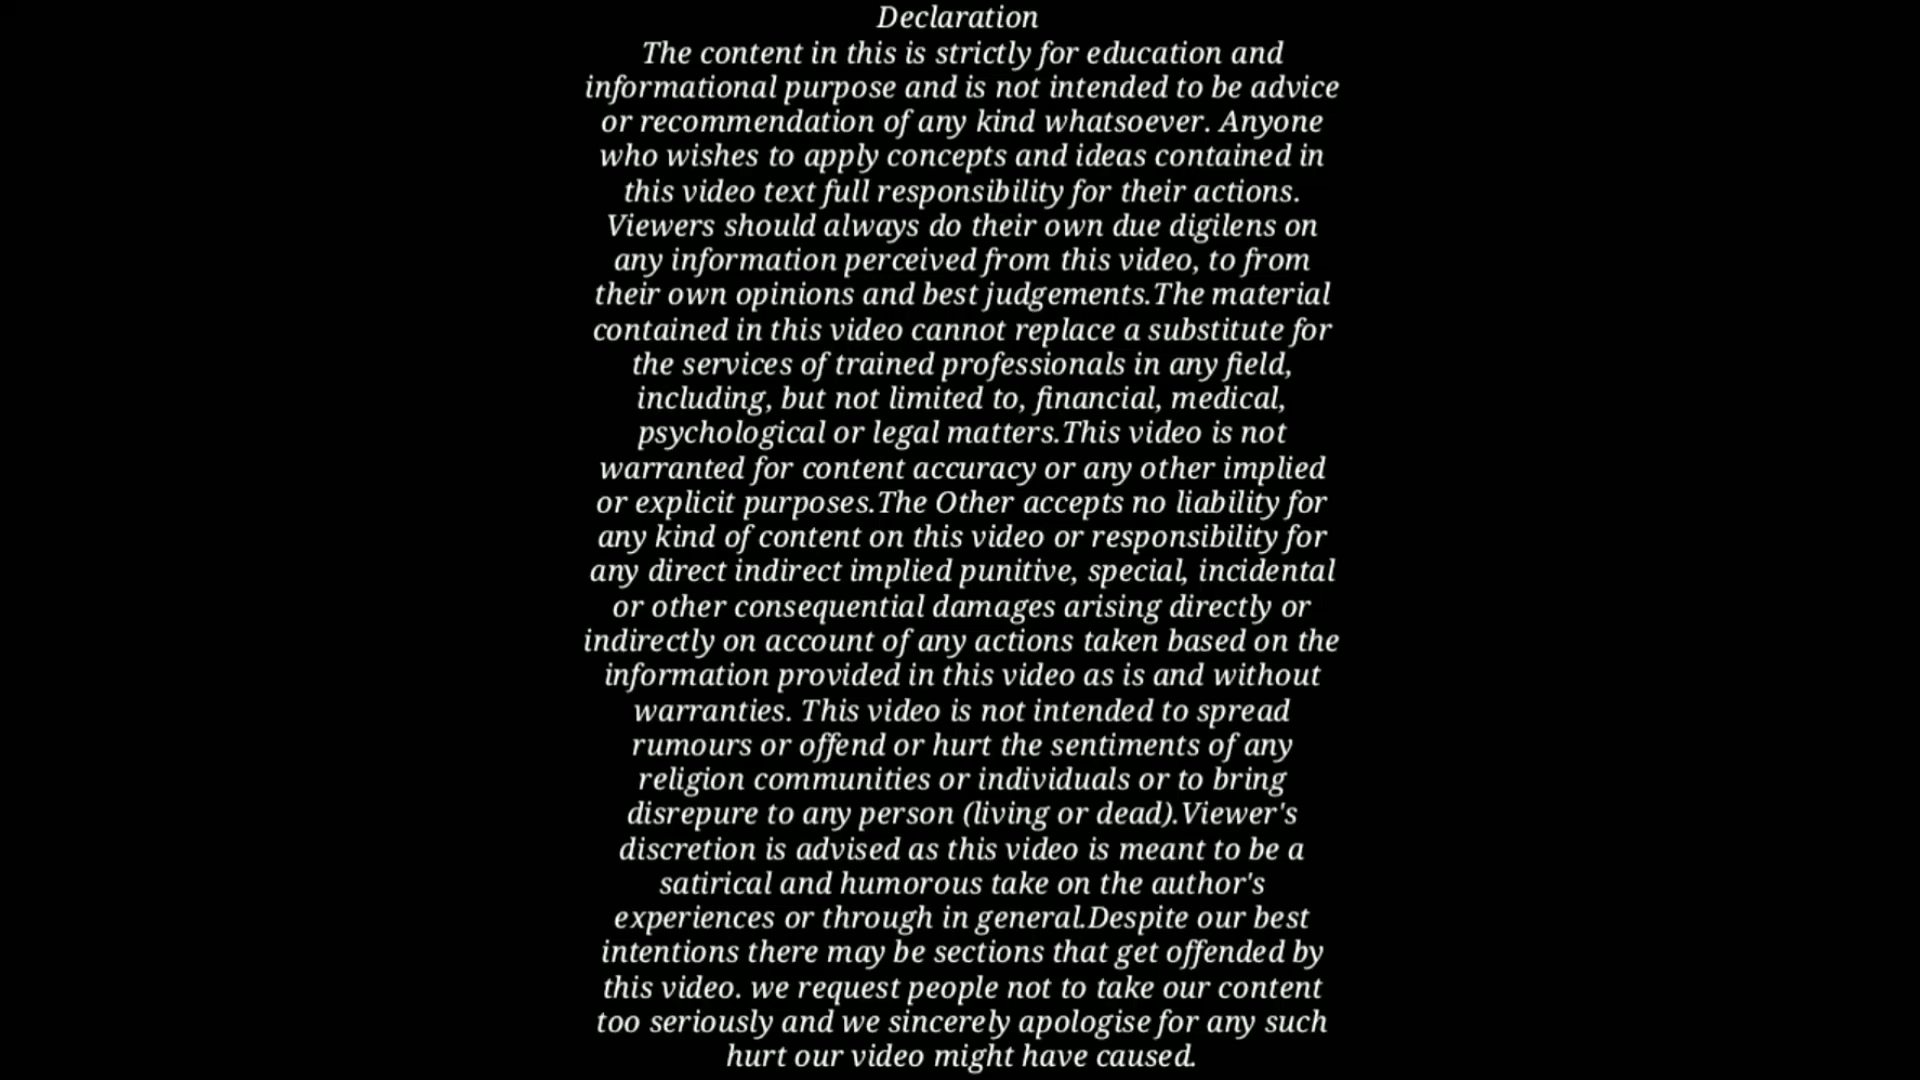 Declaration
The content in this is strictly for education and
informational purpose and is not intended to be advice
or recommendation of any kind whatsoever. Anyone
who wishes to apply concepts and ideas contained in
this video text full responsibility for their actions.
Viewers should always do their own due digilens on
any information perceived from this video, to from
their own opinions and best judgements.The material
contained in this video cannot replace a substitute for
the services of trained professionals in any field,
including, but not limited to, financial, medical,
psychological or legal matters.This video is not
warranted for content accuracy or any other implied
or explicit purposes.The Other accepts no liability for
any kind of content on this video or responsibility for
any direct indirect implied punitive, special, incidental
or other consequential damages arising directly or
indirectly on account of any actions taken based on the
information provided in this video as is and without
warranties. This video is not intended to spread
rumours or offend or hurt the sentiments of any
religion communities or individuals or to bring
disrepure to any person (living or dead).Viewer's
discretion is advised as this video is meant to be a
satirical and humorous take on the author's
experiences or through in general.Despite our best
intentions there may be sections that get offended by
this video. we request people not to take our content
too seriously and we sincerely apologise for any such
hurt our video might have caused.